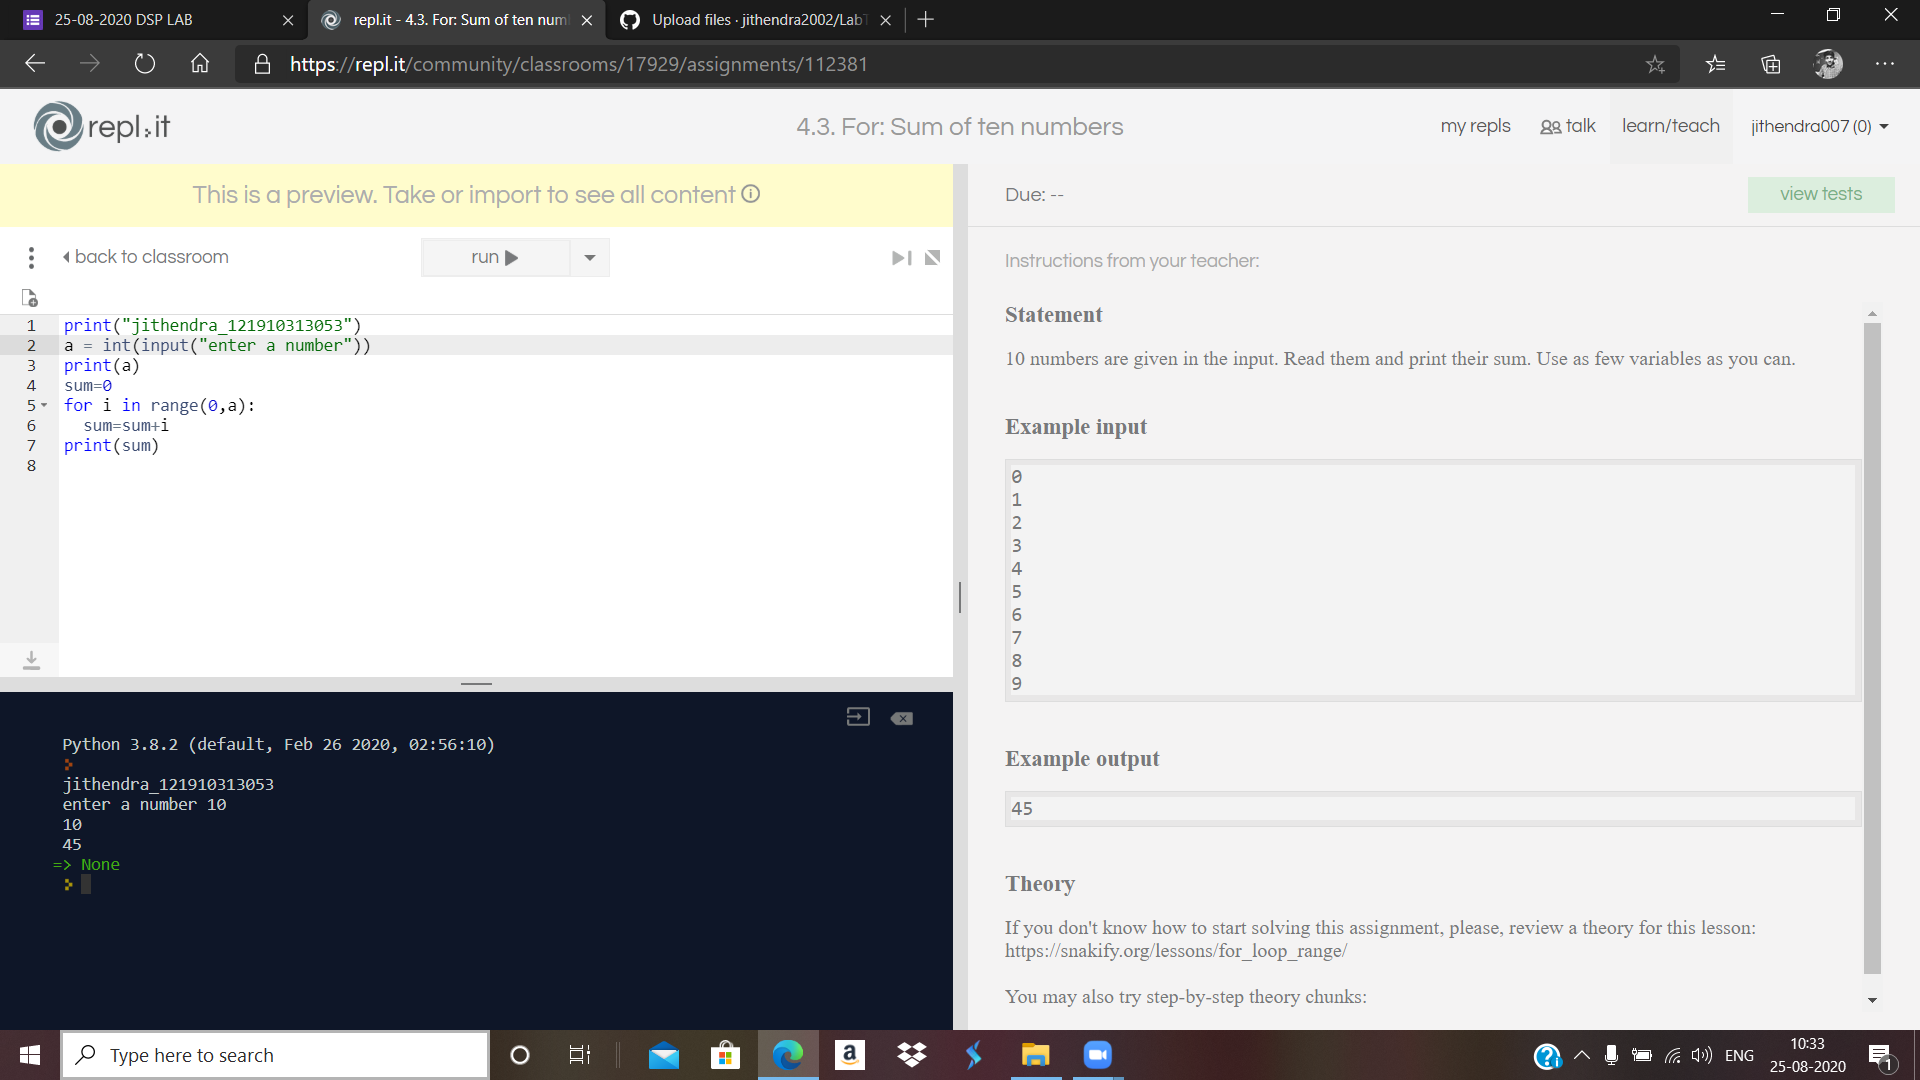 25-08-2020 DSP LAB
repl.it - 4.3. For: Sum of ten num
Upload files · jithendra2002/Lab
https://repl.it/community/classrooms/17929/assignments/112381
repl.it
4.3. For: Sum of ten numbers
my repls
talk
learn/teach
jithendra007 (0)
This is a preview. Take or import to see all content
Due: --
view tests
back to classroom
run
Instructions from your teacher:
1 print("jithendra_121910313053")
2 a = int(input("enter a number"))
3 print(a)
4 sum=0
5 for i in range(0,a):
6 sum=sum+i
7 print(sum)
8
Python 3.8.2 (default, Feb 26 2020, 02:56:10)
jithendra_121910313053
enter a number 10
10
45
=> None
Statement
10 numbers are given in the input. Read them and print their sum. Use as few variables as you can.
Example input
0
1
2
3
4
5
6
7
8
9
Example output
45
Theory
If you don't know how to start solving this assignment, please, review a theory for this lesson:
https://snakify.org/lessons/for_loop_range/
You may also try step-by-step theory chunks:
Type here to search
a
ENG
10:33
25-08-2020
1